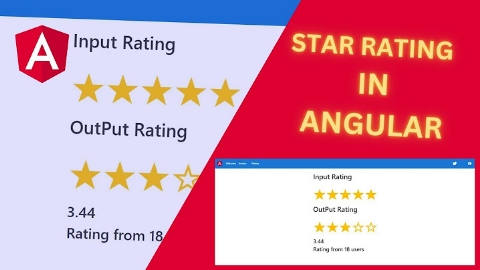 A
Input Rating
OutPut Rating
3.44
Rating from 18
STAR RATING
IN
ANGULAR
Input Rating
OutPut Rating
3.44
Rating from 18 users